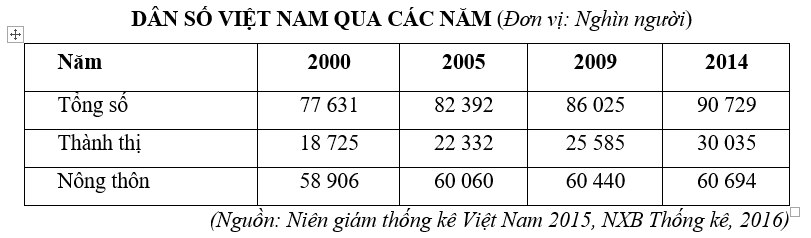 DÂN SỐ VIỆT NAM QUA CÁC NĂM (Đơn vị: Nghìn người)
Năm 2000 2005 2009 2014
Tổng số 77 631 82 392 86 025 90 729
Thành thị 18 725 22 332 25 585 30 035
Nông thôn 58 906 60 060 60 440 60 694
(Nguồn: Niên giám thống kê Việt Nam 2015, NXB Thống kê, 2016)